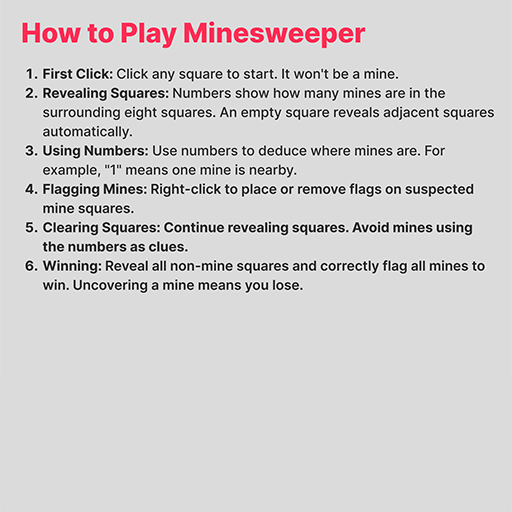 How to Play Minesweeper
1. First Click: Click any square to start. It won't be a mine.
2. Revealing Squares: Numbers show how many mines are in the
surrounding eight squares. An empty square reveals adjacent squares
automatically.
3. Using Numbers: Use numbers to deduce where mines are. For
example, "1" means one mine is nearby.
4. Flagging Mines: Right-click to place or remove flags on suspected
mine squares.
5. Clearing Squares: Continue revealing squares. Avoid mines using
the numbers as clues.
6. Winning: Reveal all non-mine squares and correctly flag all mines to
win. Uncovering a mine means you lose.